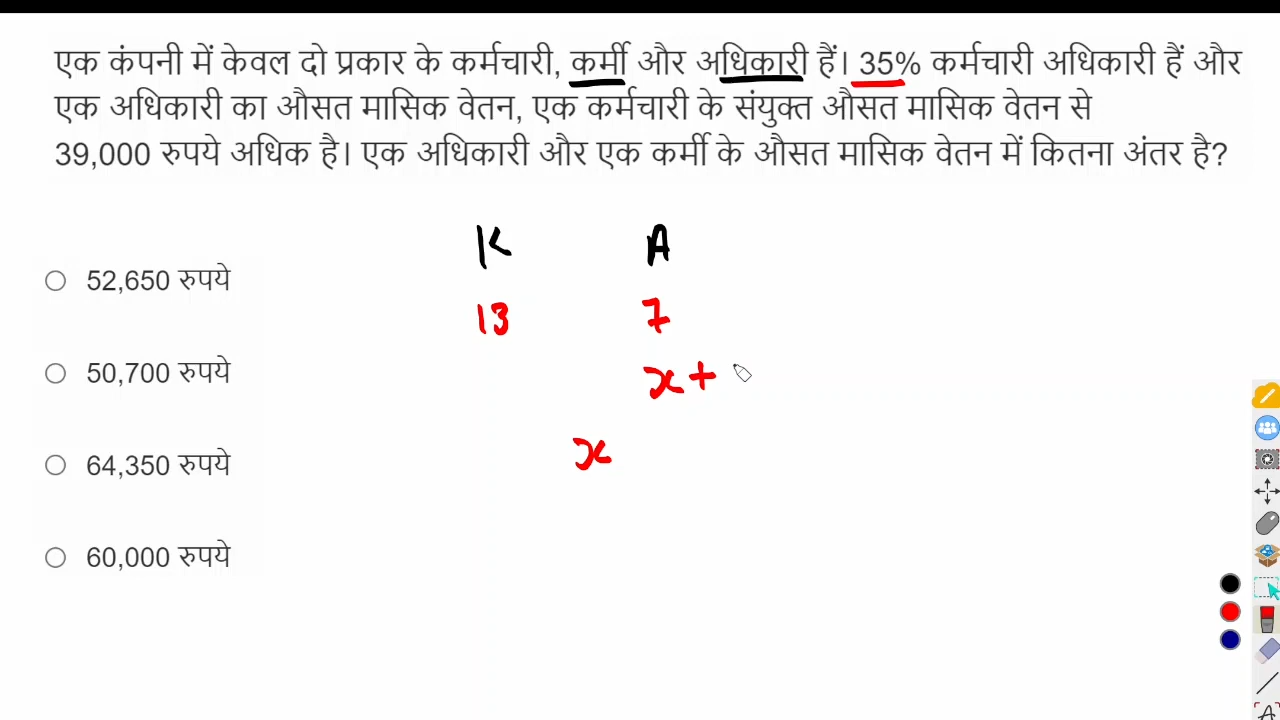 एक कंपनी में केवल दो प्रकार के कर्मचारी, कर्मी और अधिकारी हैं। 35% कर्मचारी अधिकारी हैं और
एक अधिकारी का औसत मासिक वेतन, एक कर्मचारी के संयुक्त औसत मासिक वेतन से
39,000 रुपये अधिक है। एक अधिकारी और एक कर्मी के औसत मासिक वेतन में कितना अंतर है?
K A
52,650 रुपये
13 7
50,700 रुपये
x +
x
64,350 रुपये
60,000 रुपये